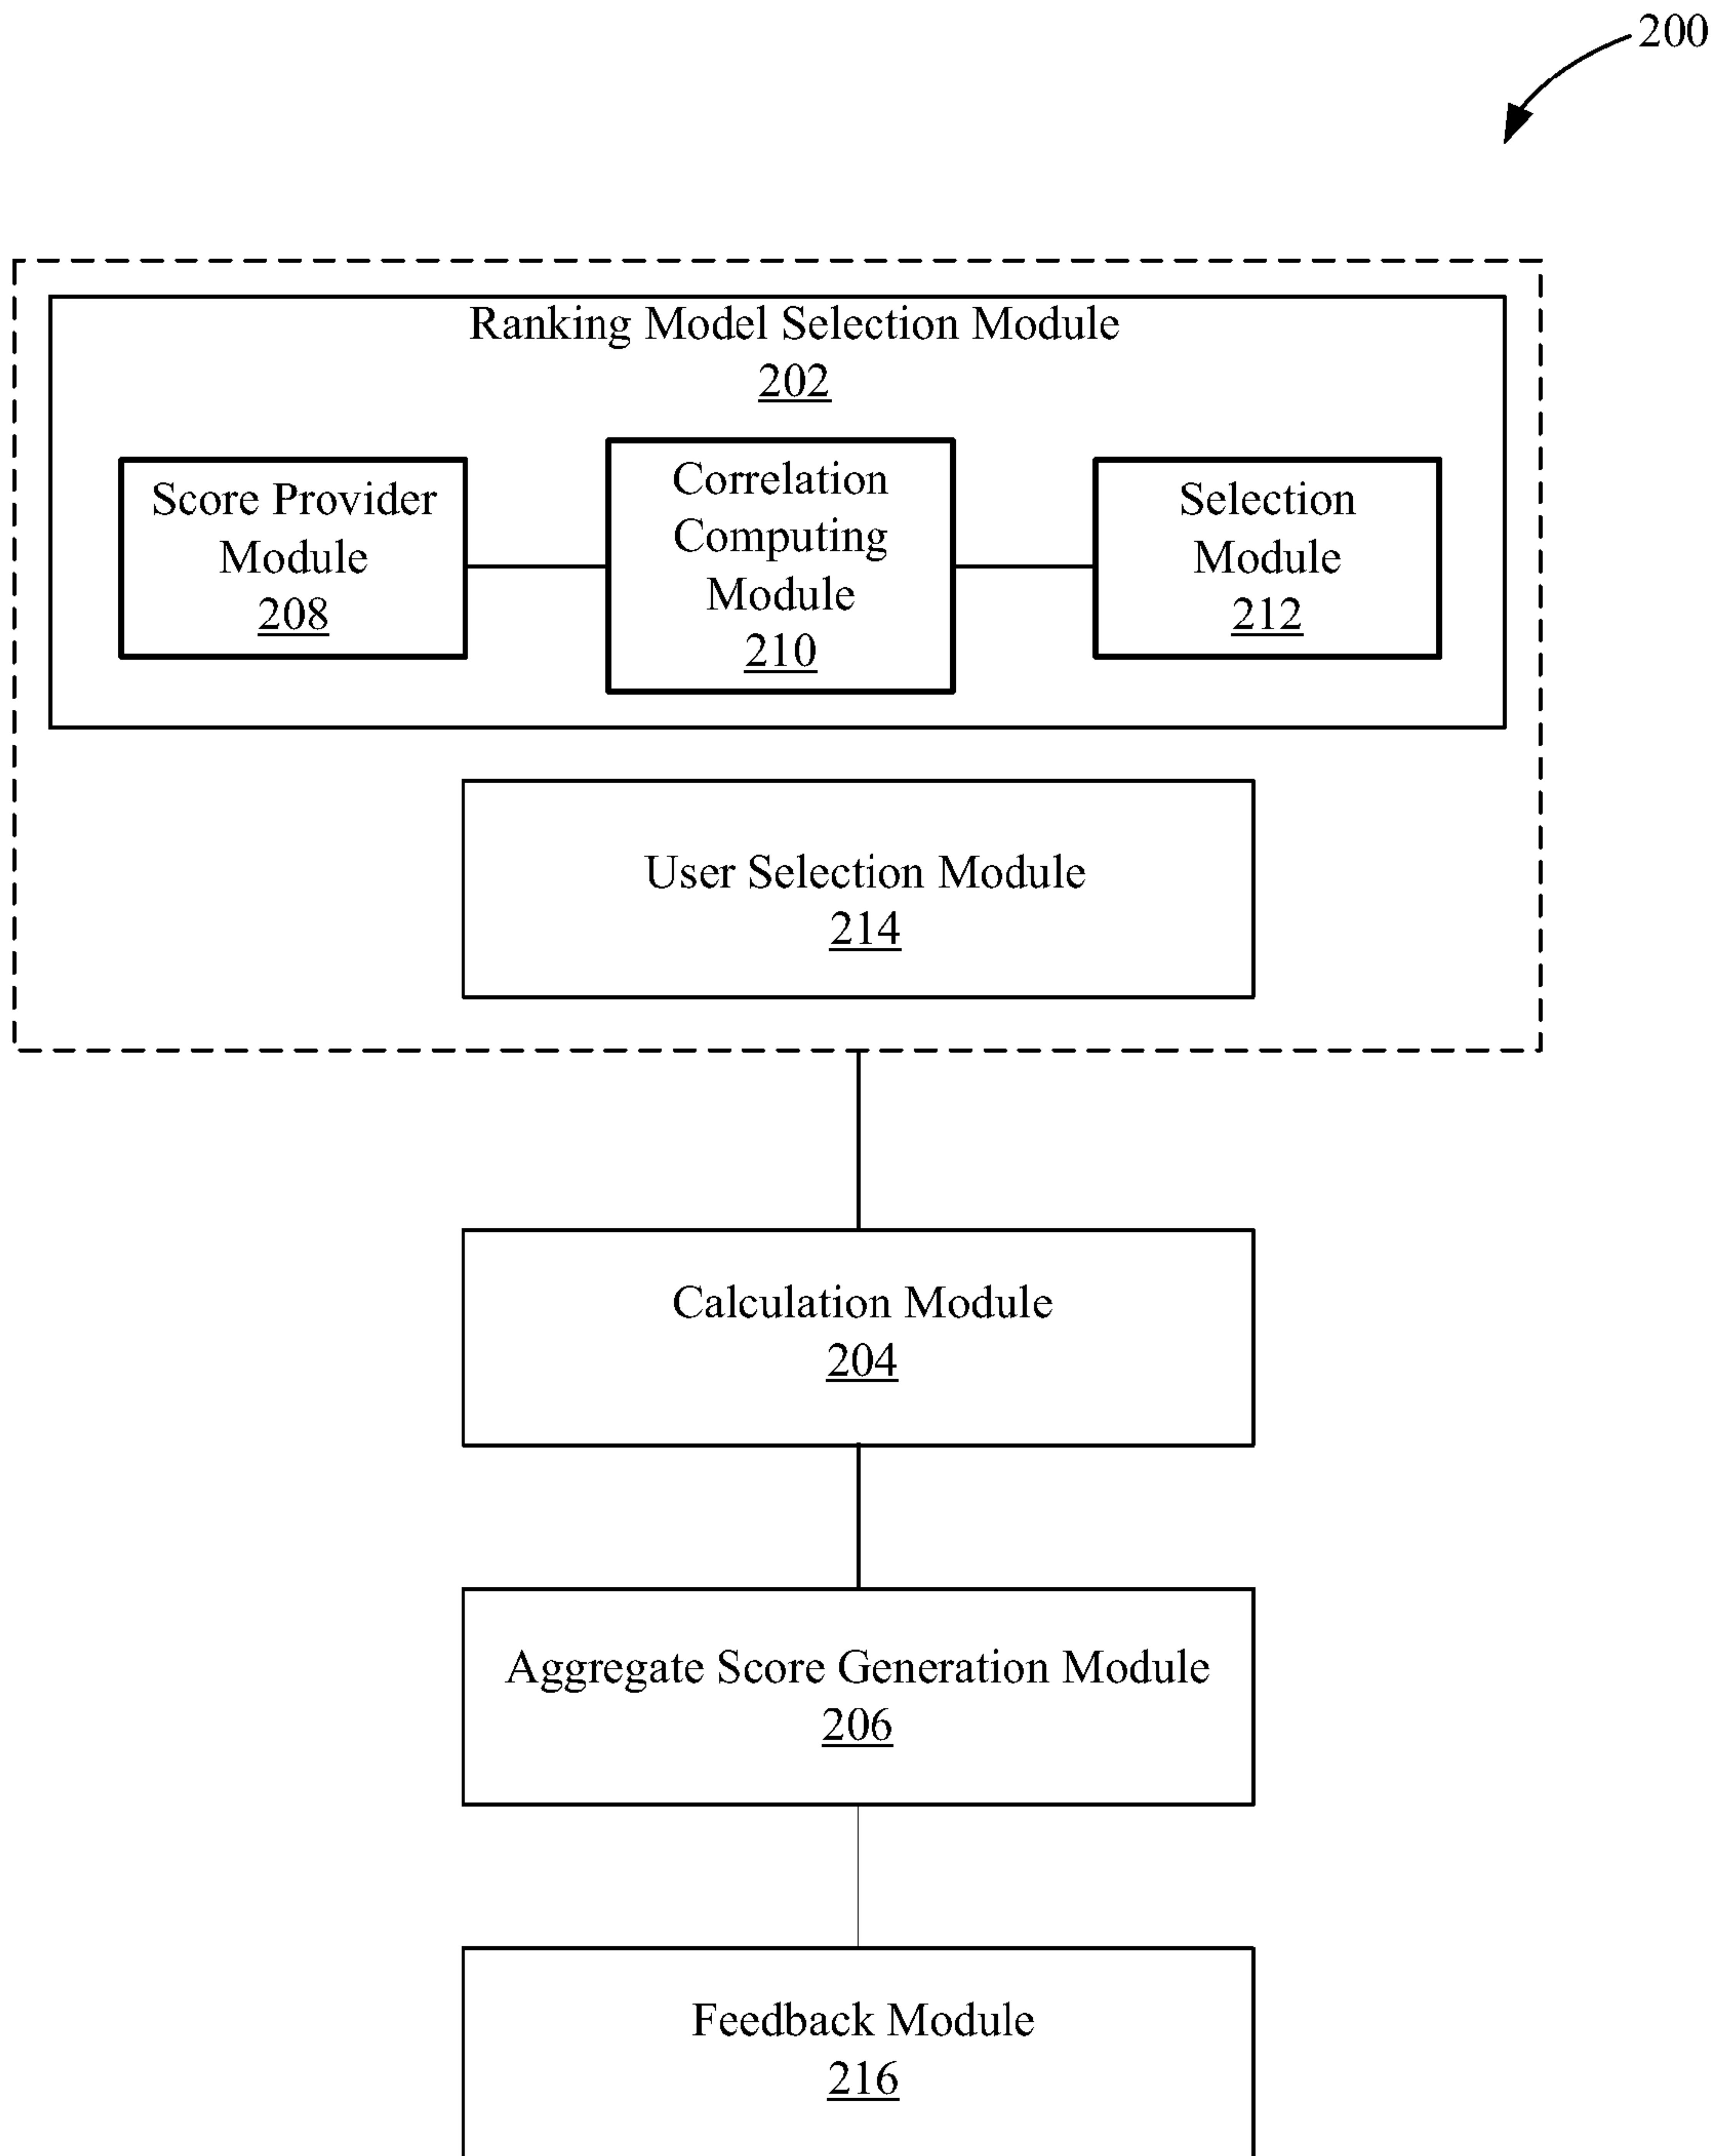 200
Ranking Model Selection Module
202
Score Provider
Module
208
Correlation
Computing
Module
210
Selection
Module
212
User Selection Module
214
Calculation Module
204
Aggregate Score Generation Module
206
Feedback Module
216